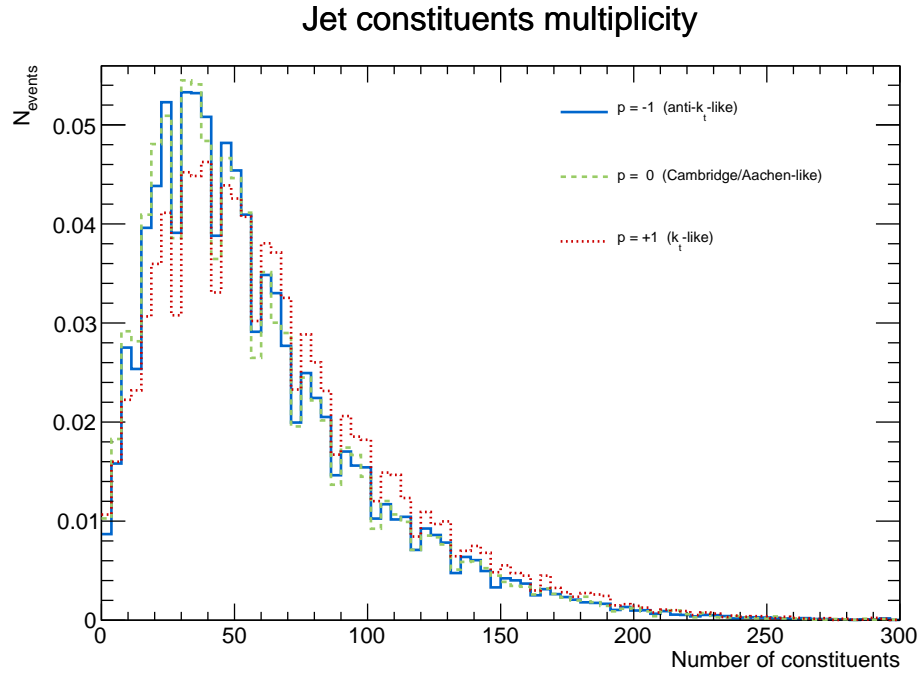 Jet constituents multiplicity
N_events
p = -1 (anti-k_t-like)
p = 0 (Cambridge/Aachen-like)
p = +1 (k_t-like)
0.05
0.04
0.03
0.02
0.01
0
0 50 100 150 200 250 300
Number of constituents